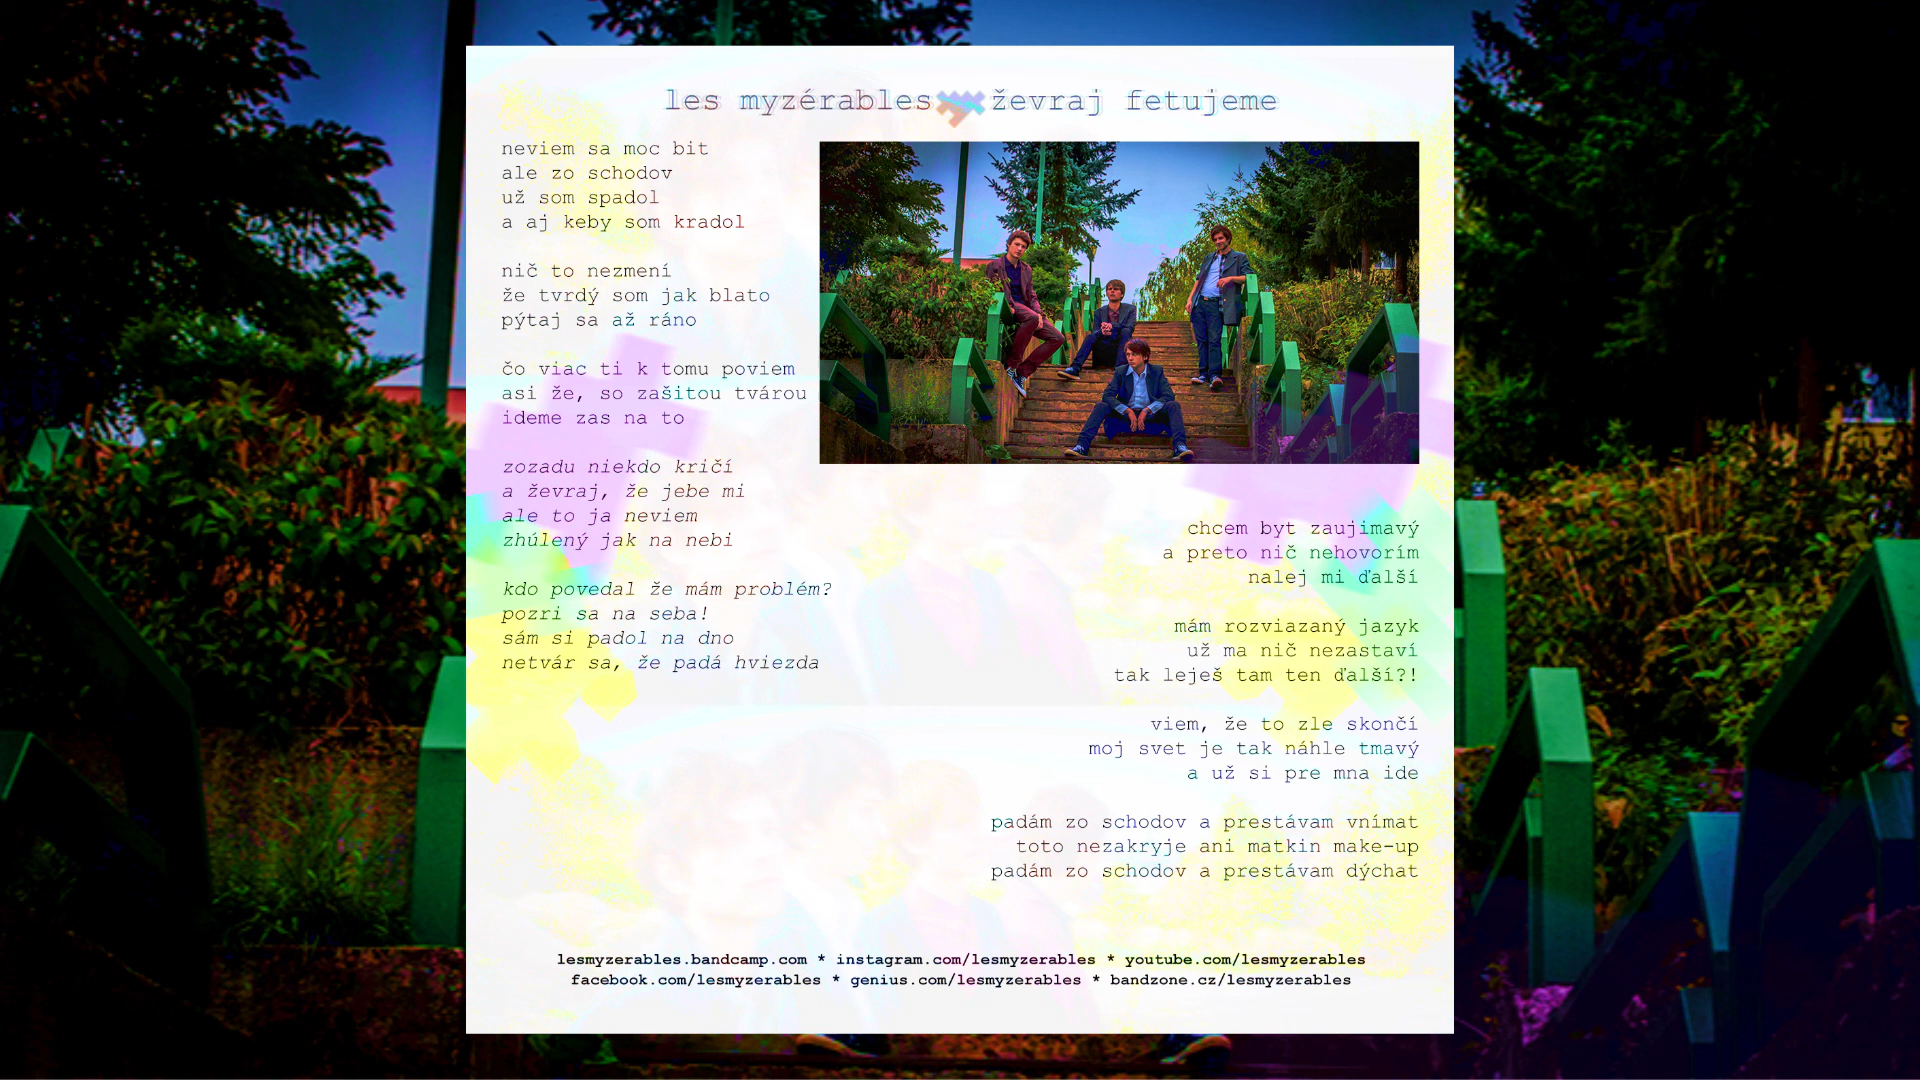 les myzérables ževraj fetujeme
neviem sa moc bit
ale zo schodov
už som spadol
a aj keby som kradol
nič to nezmení
že tvrdý som jak blato
pýtaj sa až ráno
čo viac ti k tomu poviem
asi že, so zašitou tvárou
ideme zas na to
zozadu niekdo kričí
a ževraj, že jebe mi
ale to ja neviem
zhúlený jak na nebi
kdo povedal že mám problém?
pozri sa na seba!
sám si padol na dno
netvár sa, že padá hviezda
chcem byt zaujimavý
a preto nič nehovorím
nalej mi ďalší
mám rozviazaný jazyk
už ma nič nezastaví
tak leješ tam ten ďalší?!
viem, že to zle skončí
moj svet je tak náhle tmavý
a už si pre mna ide
padám zo schodov a prestávam vnímat
toto nezakryje ani matkin make-up
padám zo schodov a prestávam dýchat
lesmyzerables.bandcamp.com * instagram.com/lesmyzerables * youtube.com/lesmyzerables
facebook.com/lesmyzerables * genius.com/lesmyzerables * bandzone.cz/lesmyzerables